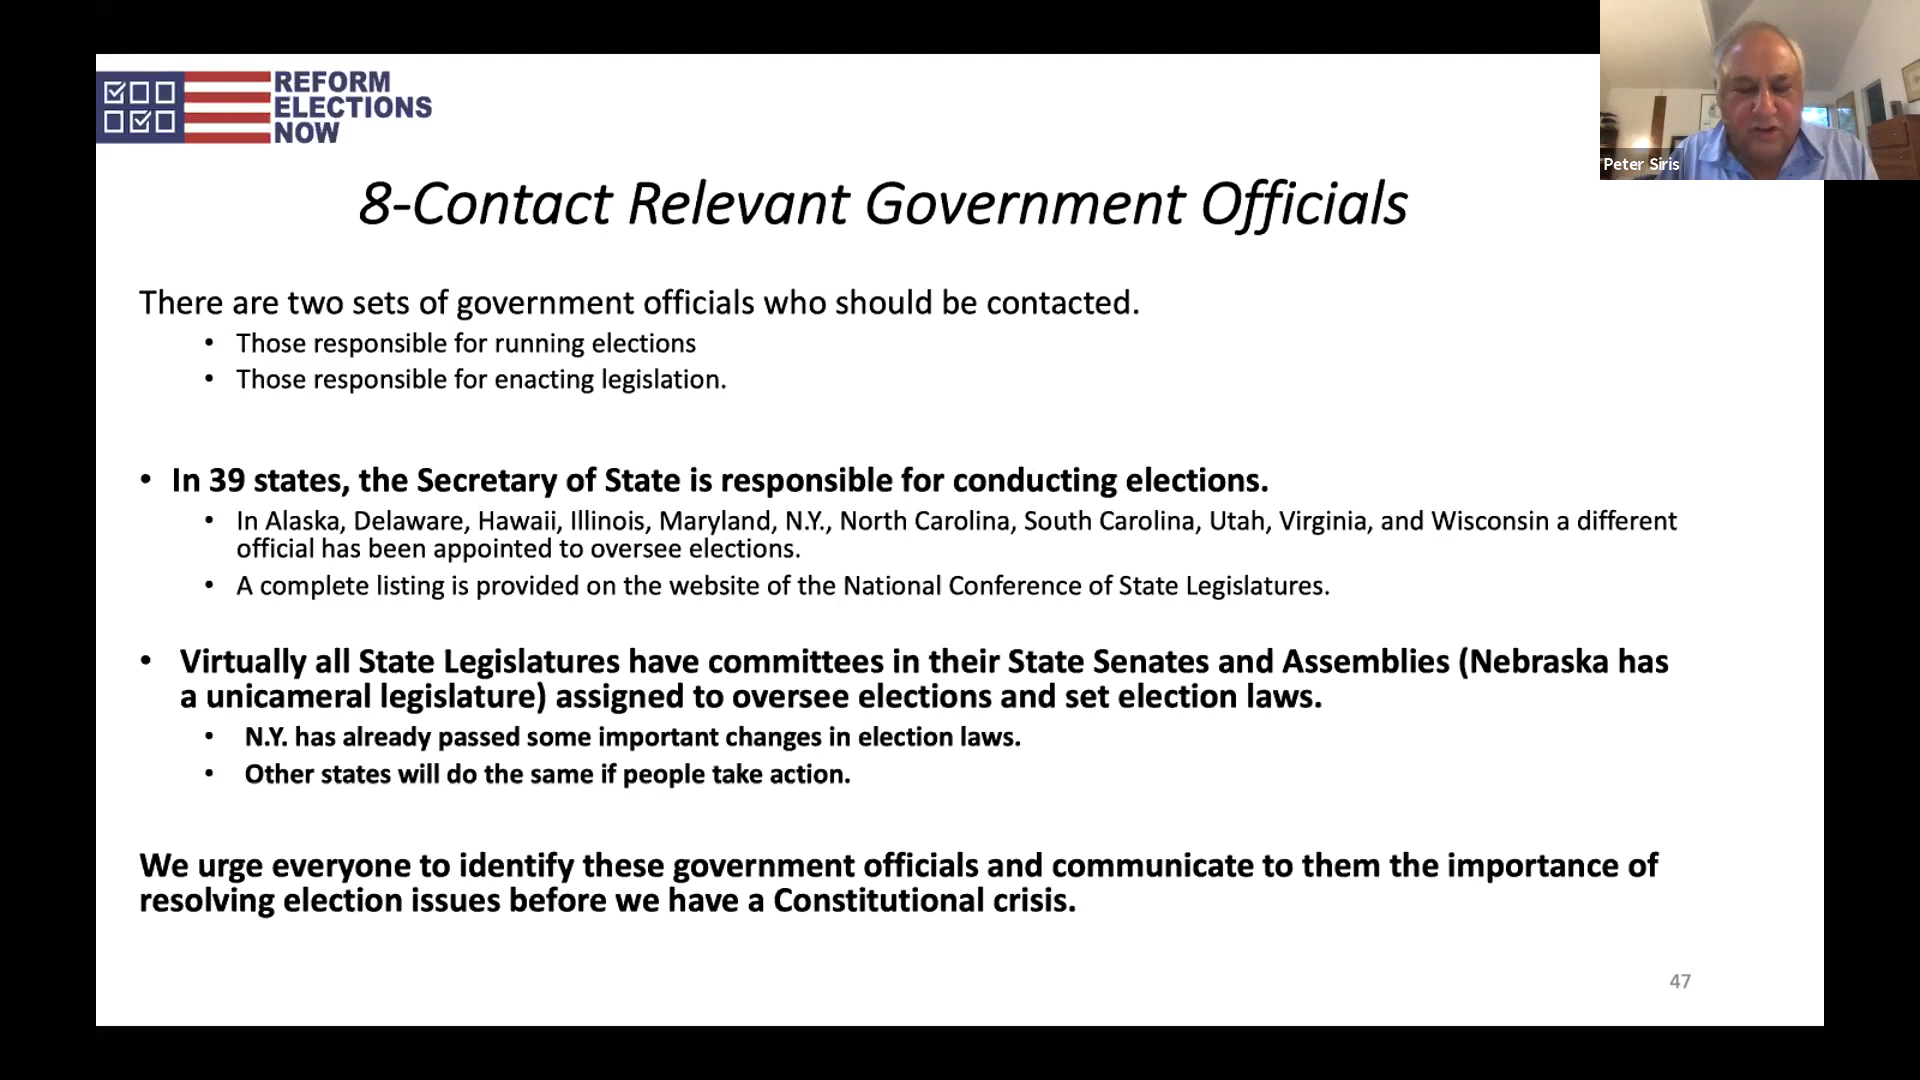 REFORM
ELECTIONS
NOW
Peter Siris
8-Contact Relevant Government Officials
There are two sets of government officials who should be contacted.
• Those responsible for running elections
• Those responsible for enacting legislation.
• In 39 states, the Secretary of State is responsible for conducting elections.
• In Alaska, Delaware, Hawaii, Illinois, Maryland, N.Y., North Carolina, South Carolina, Utah, Virginia, and Wisconsin a different
official has been appointed to oversee elections.
• A complete listing is provided on the website of the National Conference of State Legislatures.
• Virtually all State Legislatures have committees in their State Senates and Assemblies (Nebraska has
a unicameral legislature) assigned to oversee elections and set election laws.
• N.Y. has already passed some important changes in election laws.
• Other states will do the same if people take action.
We urge everyone to identify these government officials and communicate to them the importance of
resolving election issues before we have a Constitutional crisis.
47